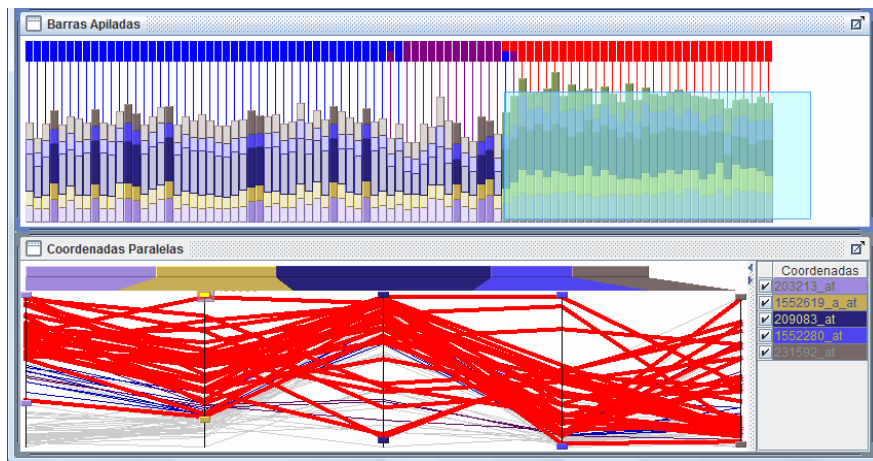 Barras Apiladas
Coordenadas Paralelas
Coordenadas
203213_at
1552619_a_at
209083_at
1552280_at
231592_at